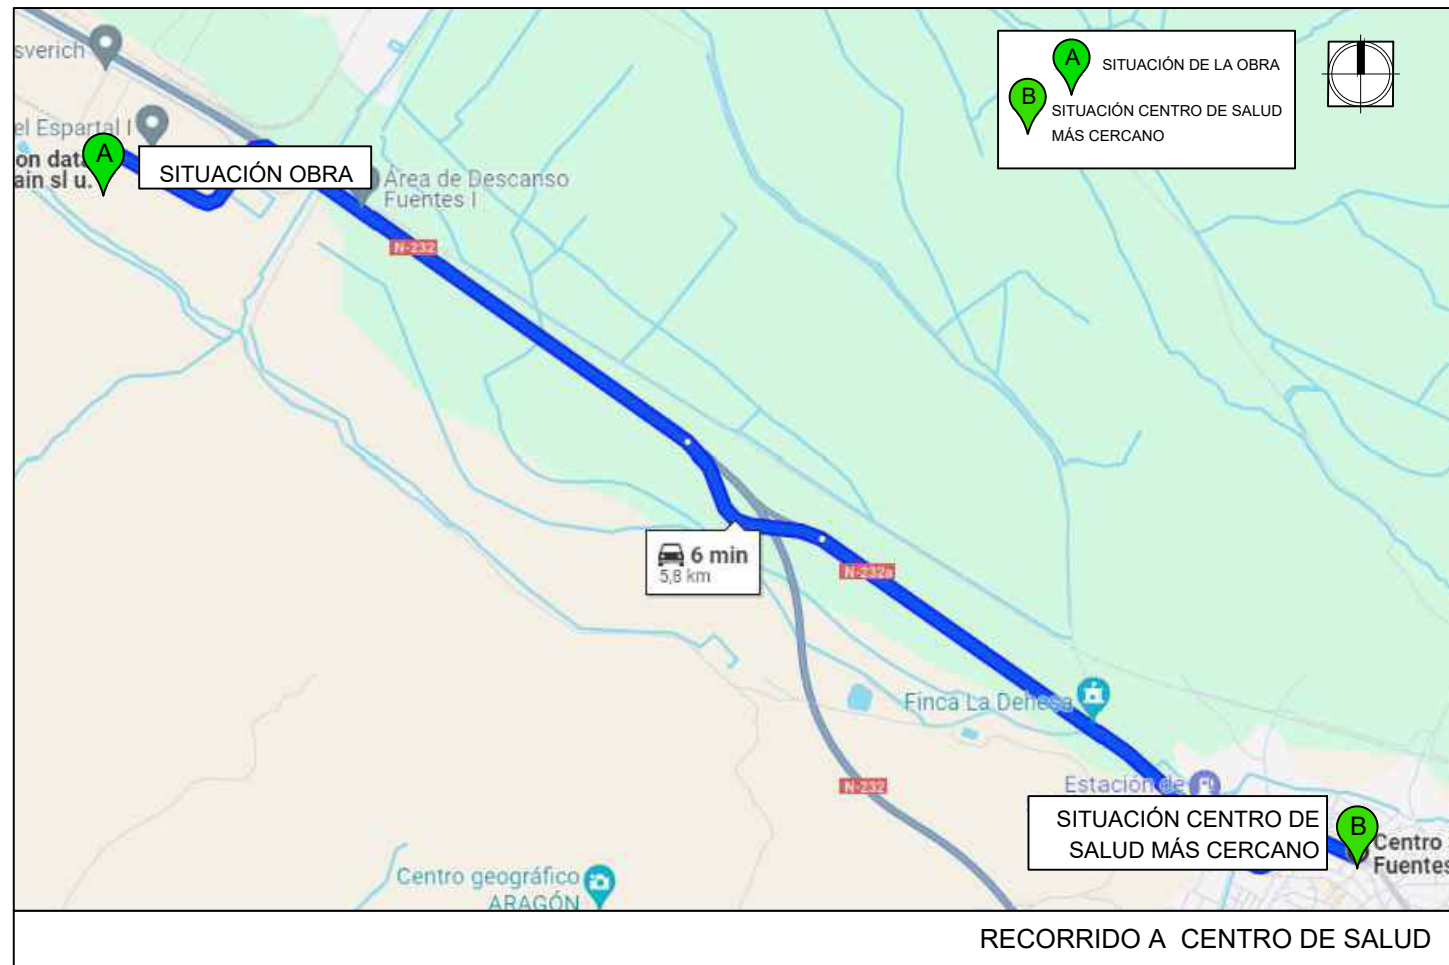 sverich
el Espartal I
on data
ain sl u.
A
SITUACIÓN OBRA
Área de Descanso
Fuentes I
N-232
A
SITUACIÓN DE LA OBRA
B
SITUACIÓN CENTRO DE SALUD
MÁS CERCANO
6 min
5,8 km
N-232a
Finca La Dehesa
N-232
Estación de
SITUACIÓN CENTRO DE
SALUD MÁS CERCANO
B
Centro
Fuentes
Centro geográfico
ARAGÓN
RECORRIDO A CENTRO DE SALUD